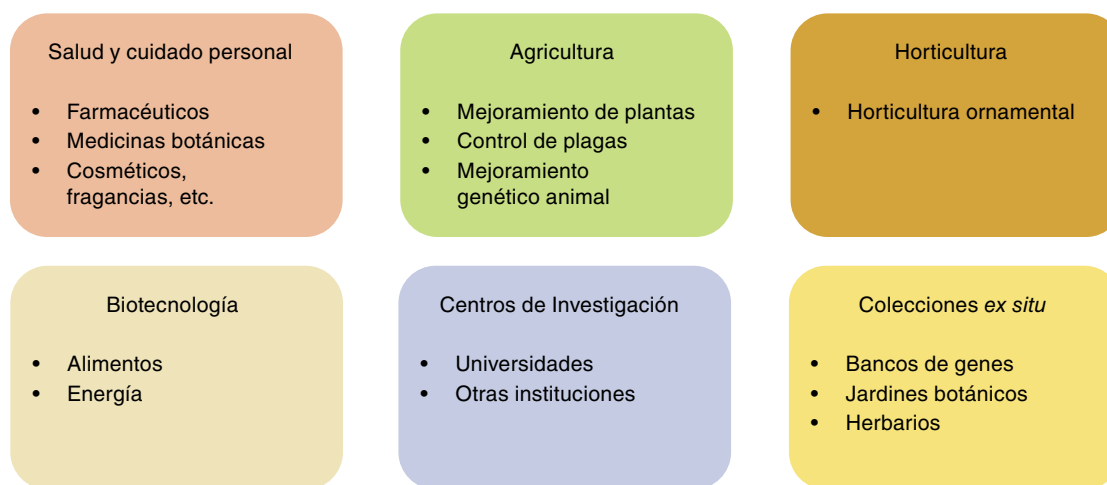 Salud y cuidado personal
• Farmacéuticos
• Medicinas botánicas
• Cosméticos,
fragancias, etc.
Agricultura
• Mejoramiento de plantas
• Control de plagas
• Mejoramiento
genético animal
Horticultura
• Horticultura ornamental
Biotecnología
• Alimentos
• Energía
Centros de Investigación
• Universidades
• Otras instituciones
Colecciones ex situ
• Bancos de genes
• Jardines botánicos
• Herbarios